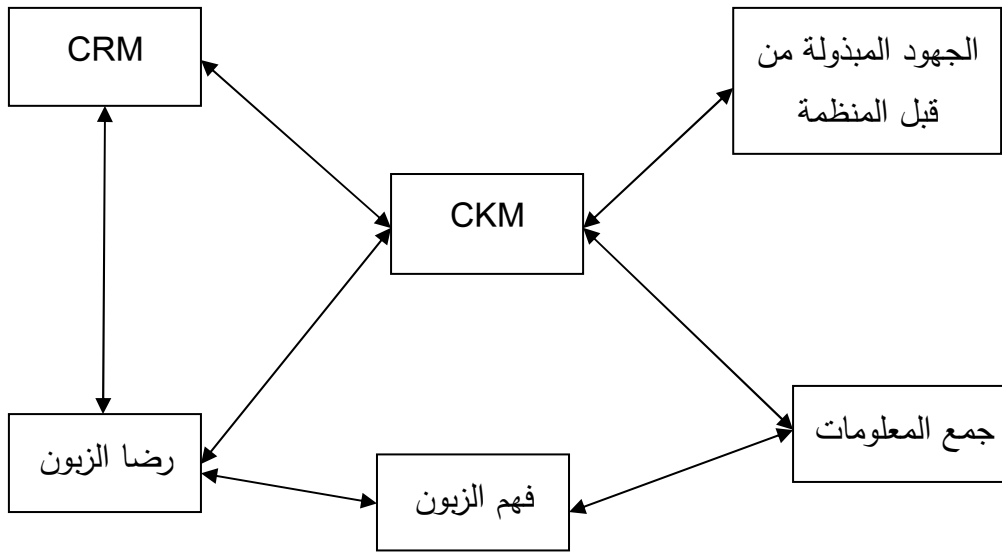 CRM
الجهود المبذولة من
قبل المنظمة
CKM
جمع المعلومات
رضا الزبون
فهم الزبون